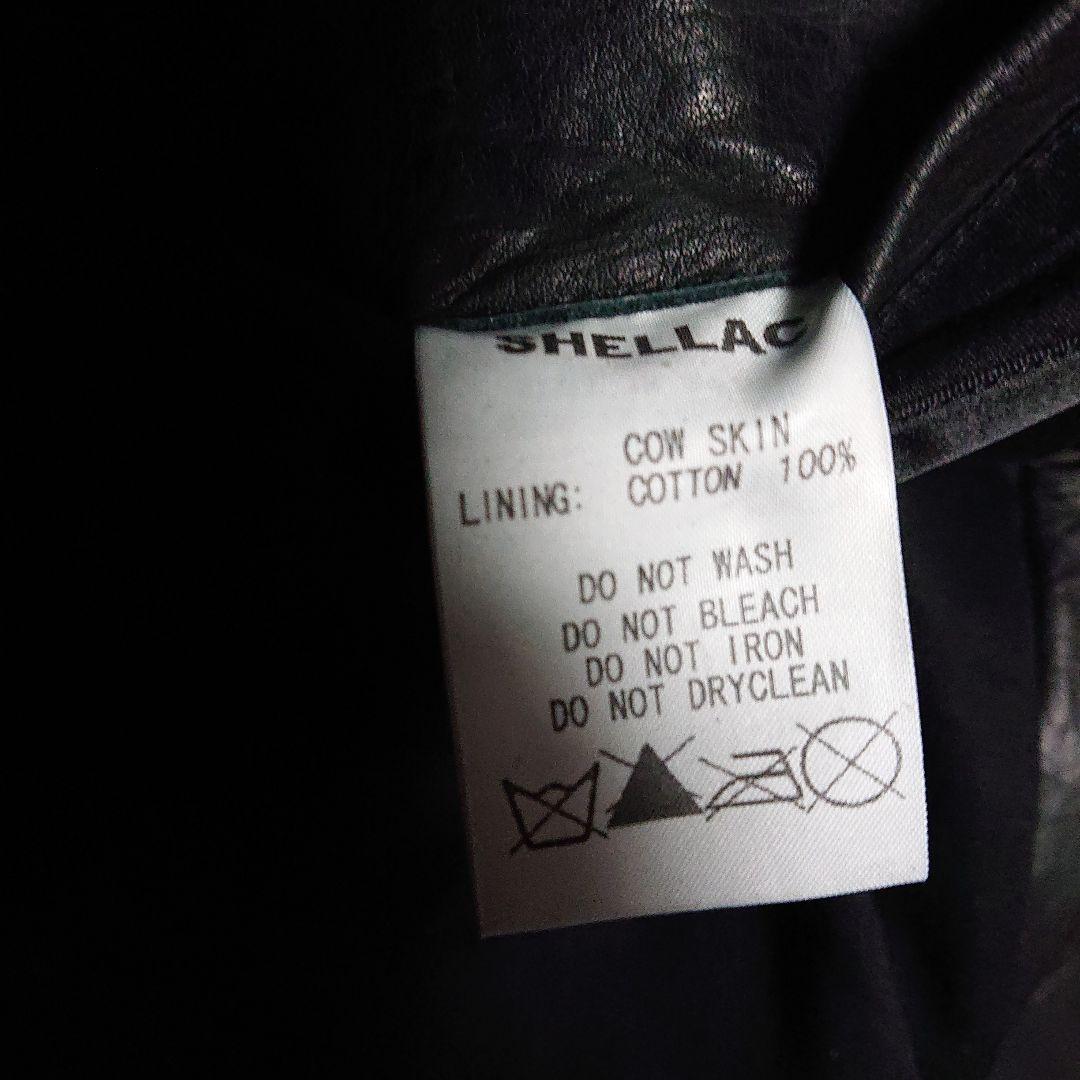 SHELLAC
COW SKIN
LINING: COTTON 100%
DO NOT WASH
DO NOT BLEACH
DO NOT IRON
DO NOT DRYCLEAN